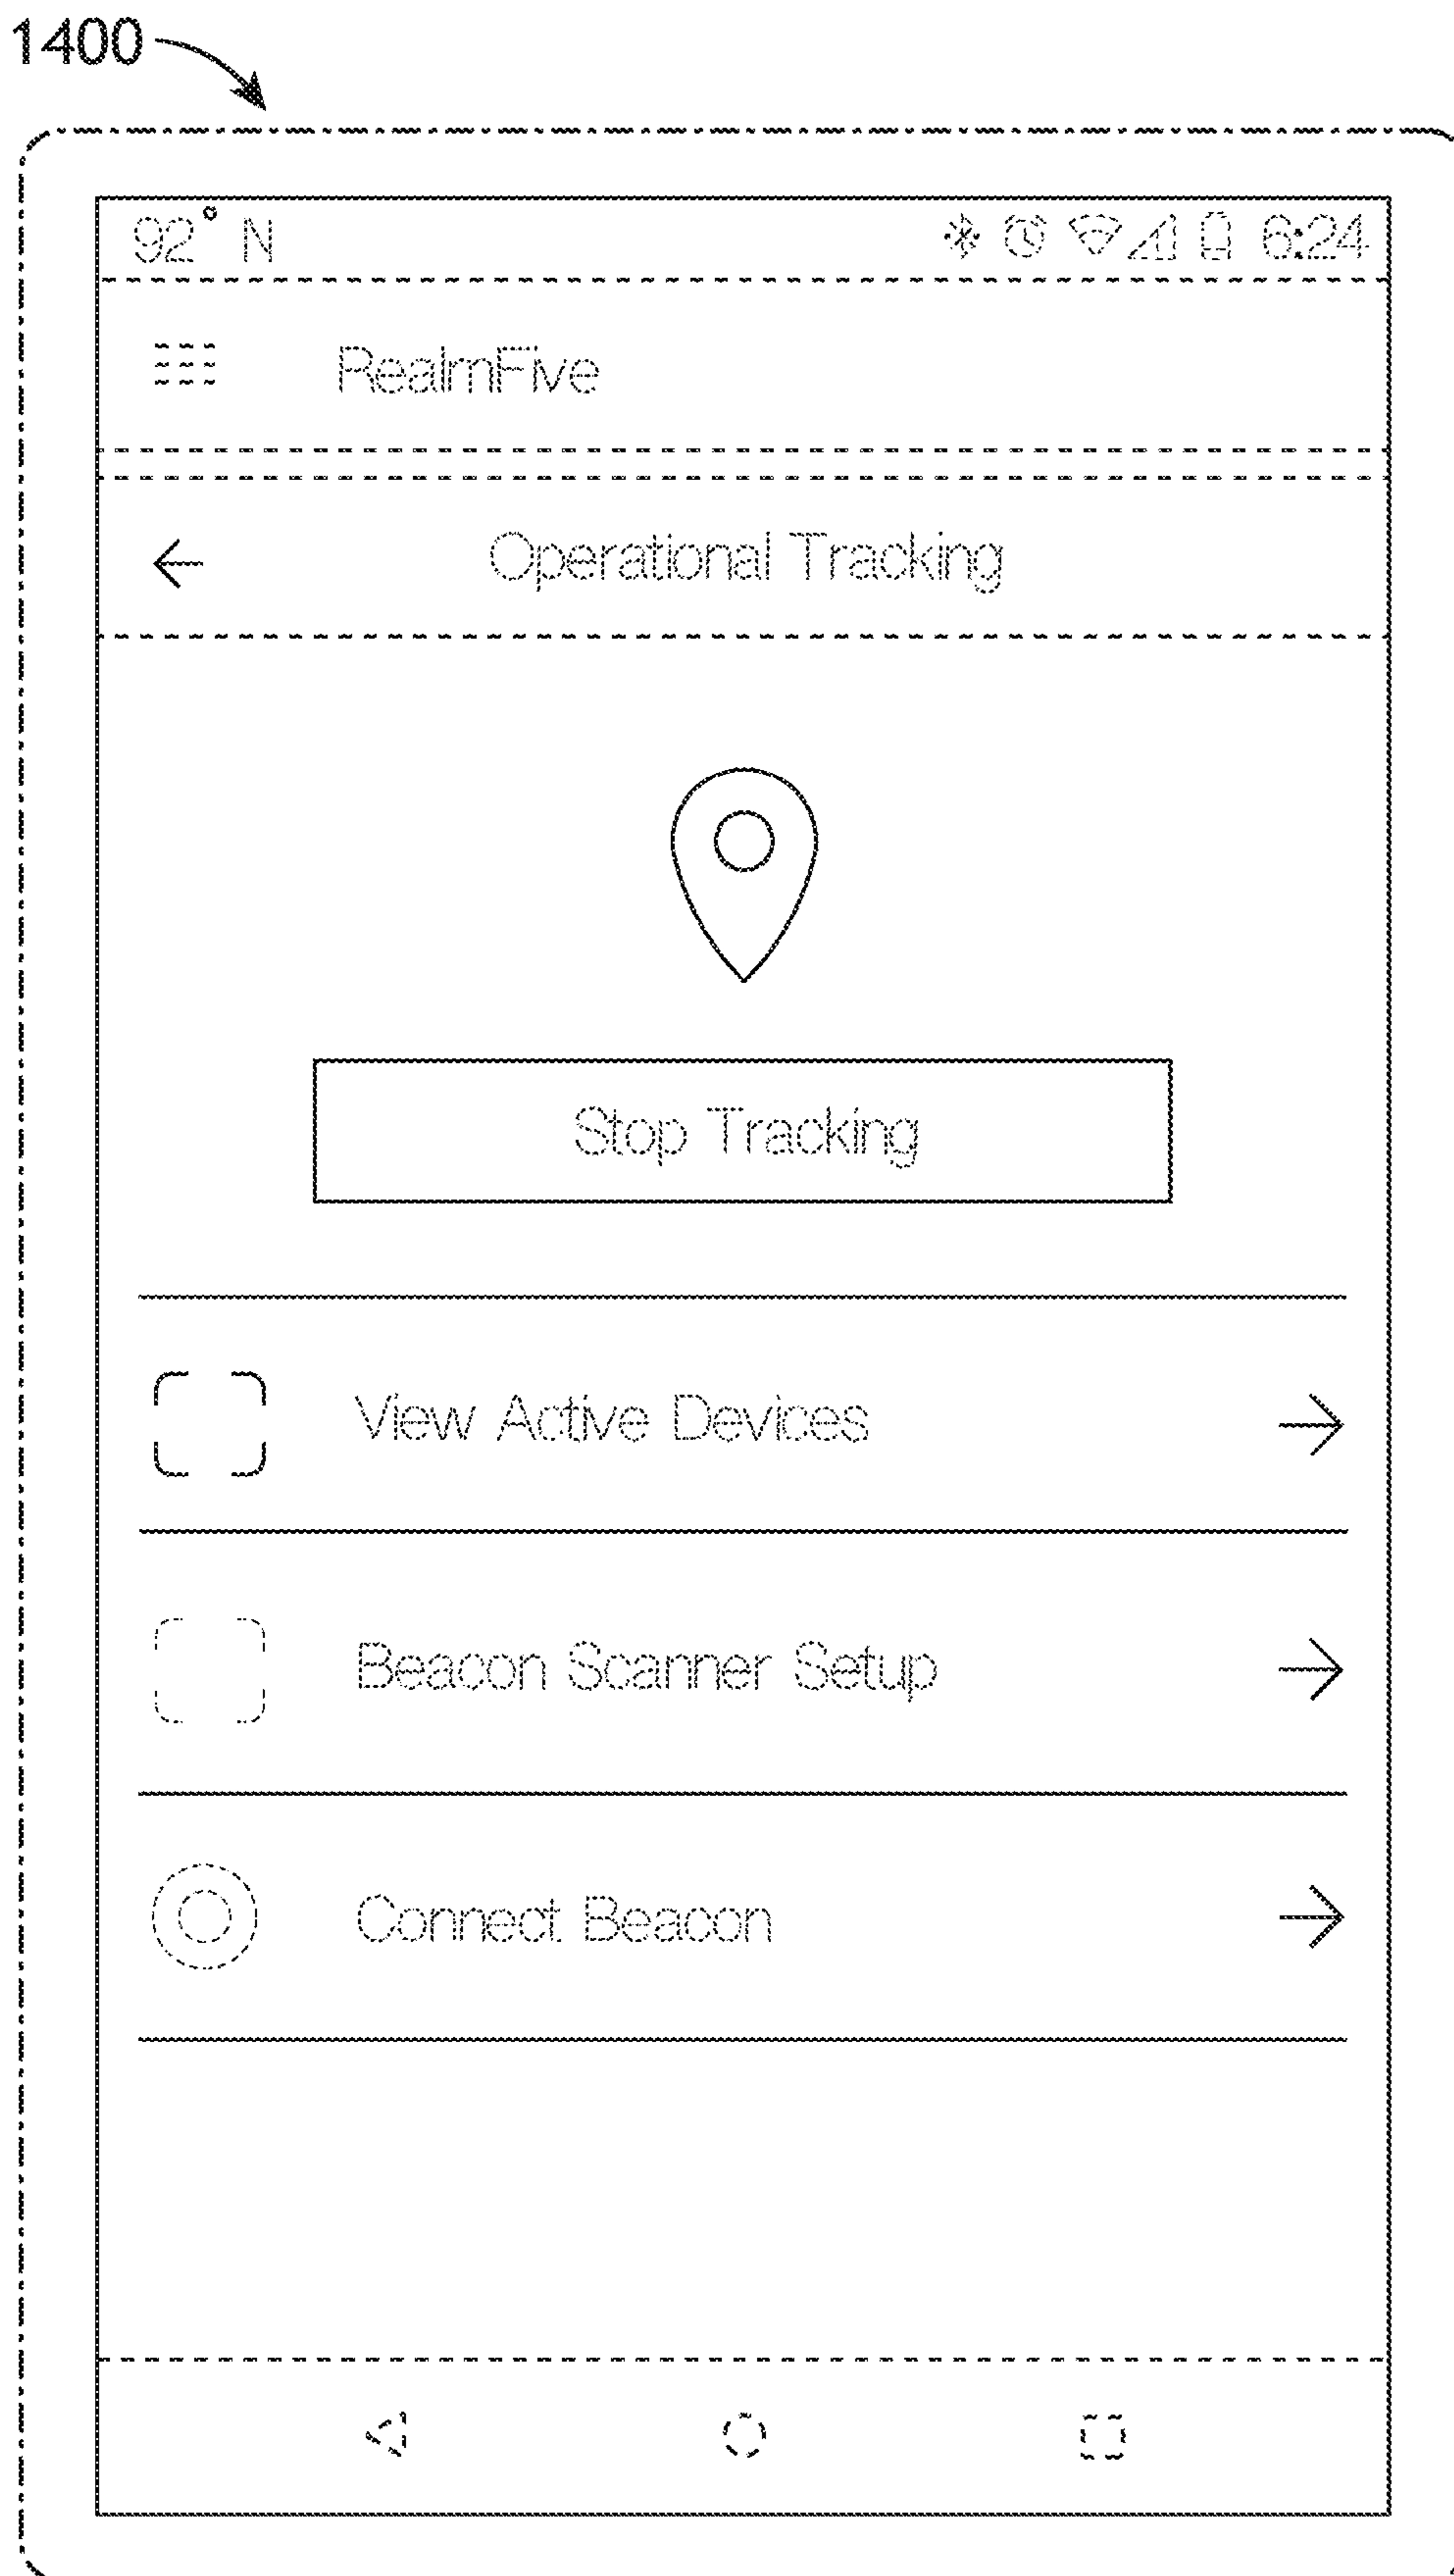 1400
92° N 6:24
RealmFive
Operational Tracking
Stop Tracking
View Active Devices
Beacon Scanner Setup
Connect Beacon